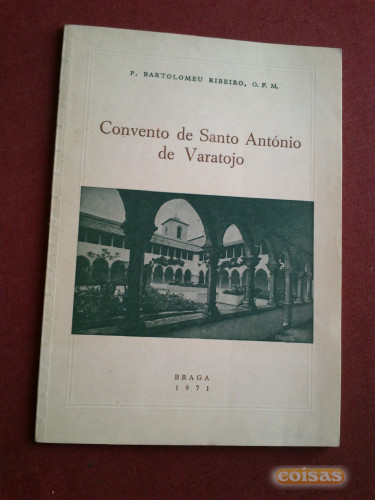 P. BARTOLOMEU RIBEIRO, O. F. M.
Convento de Santo António
de Varatojo
BRAGA
1971
coisas